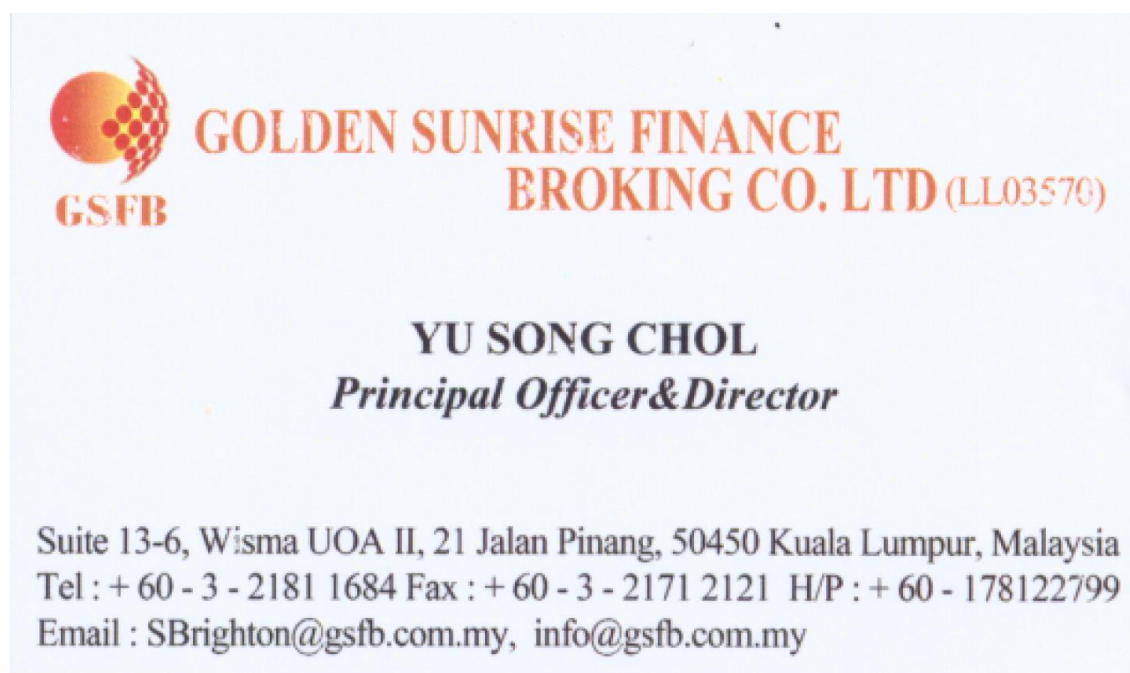 GSFB
GOLDEN SUNRISE FINANCE
BROKING CO. LTD (LL03570)
YU SONG CHOL
Principal Officer&Director
Suite 13-6, Wisma UOA II, 21 Jalan Pinang, 50450 Kuala Lumpur, Malaysia
Tel : + 60 - 3 - 2181 1684 Fax : + 60 - 3 - 2171 2121 H/P : + 60 - 178122799
Email : SBrighton@gsfb.com.my, info@gsfb.com.my